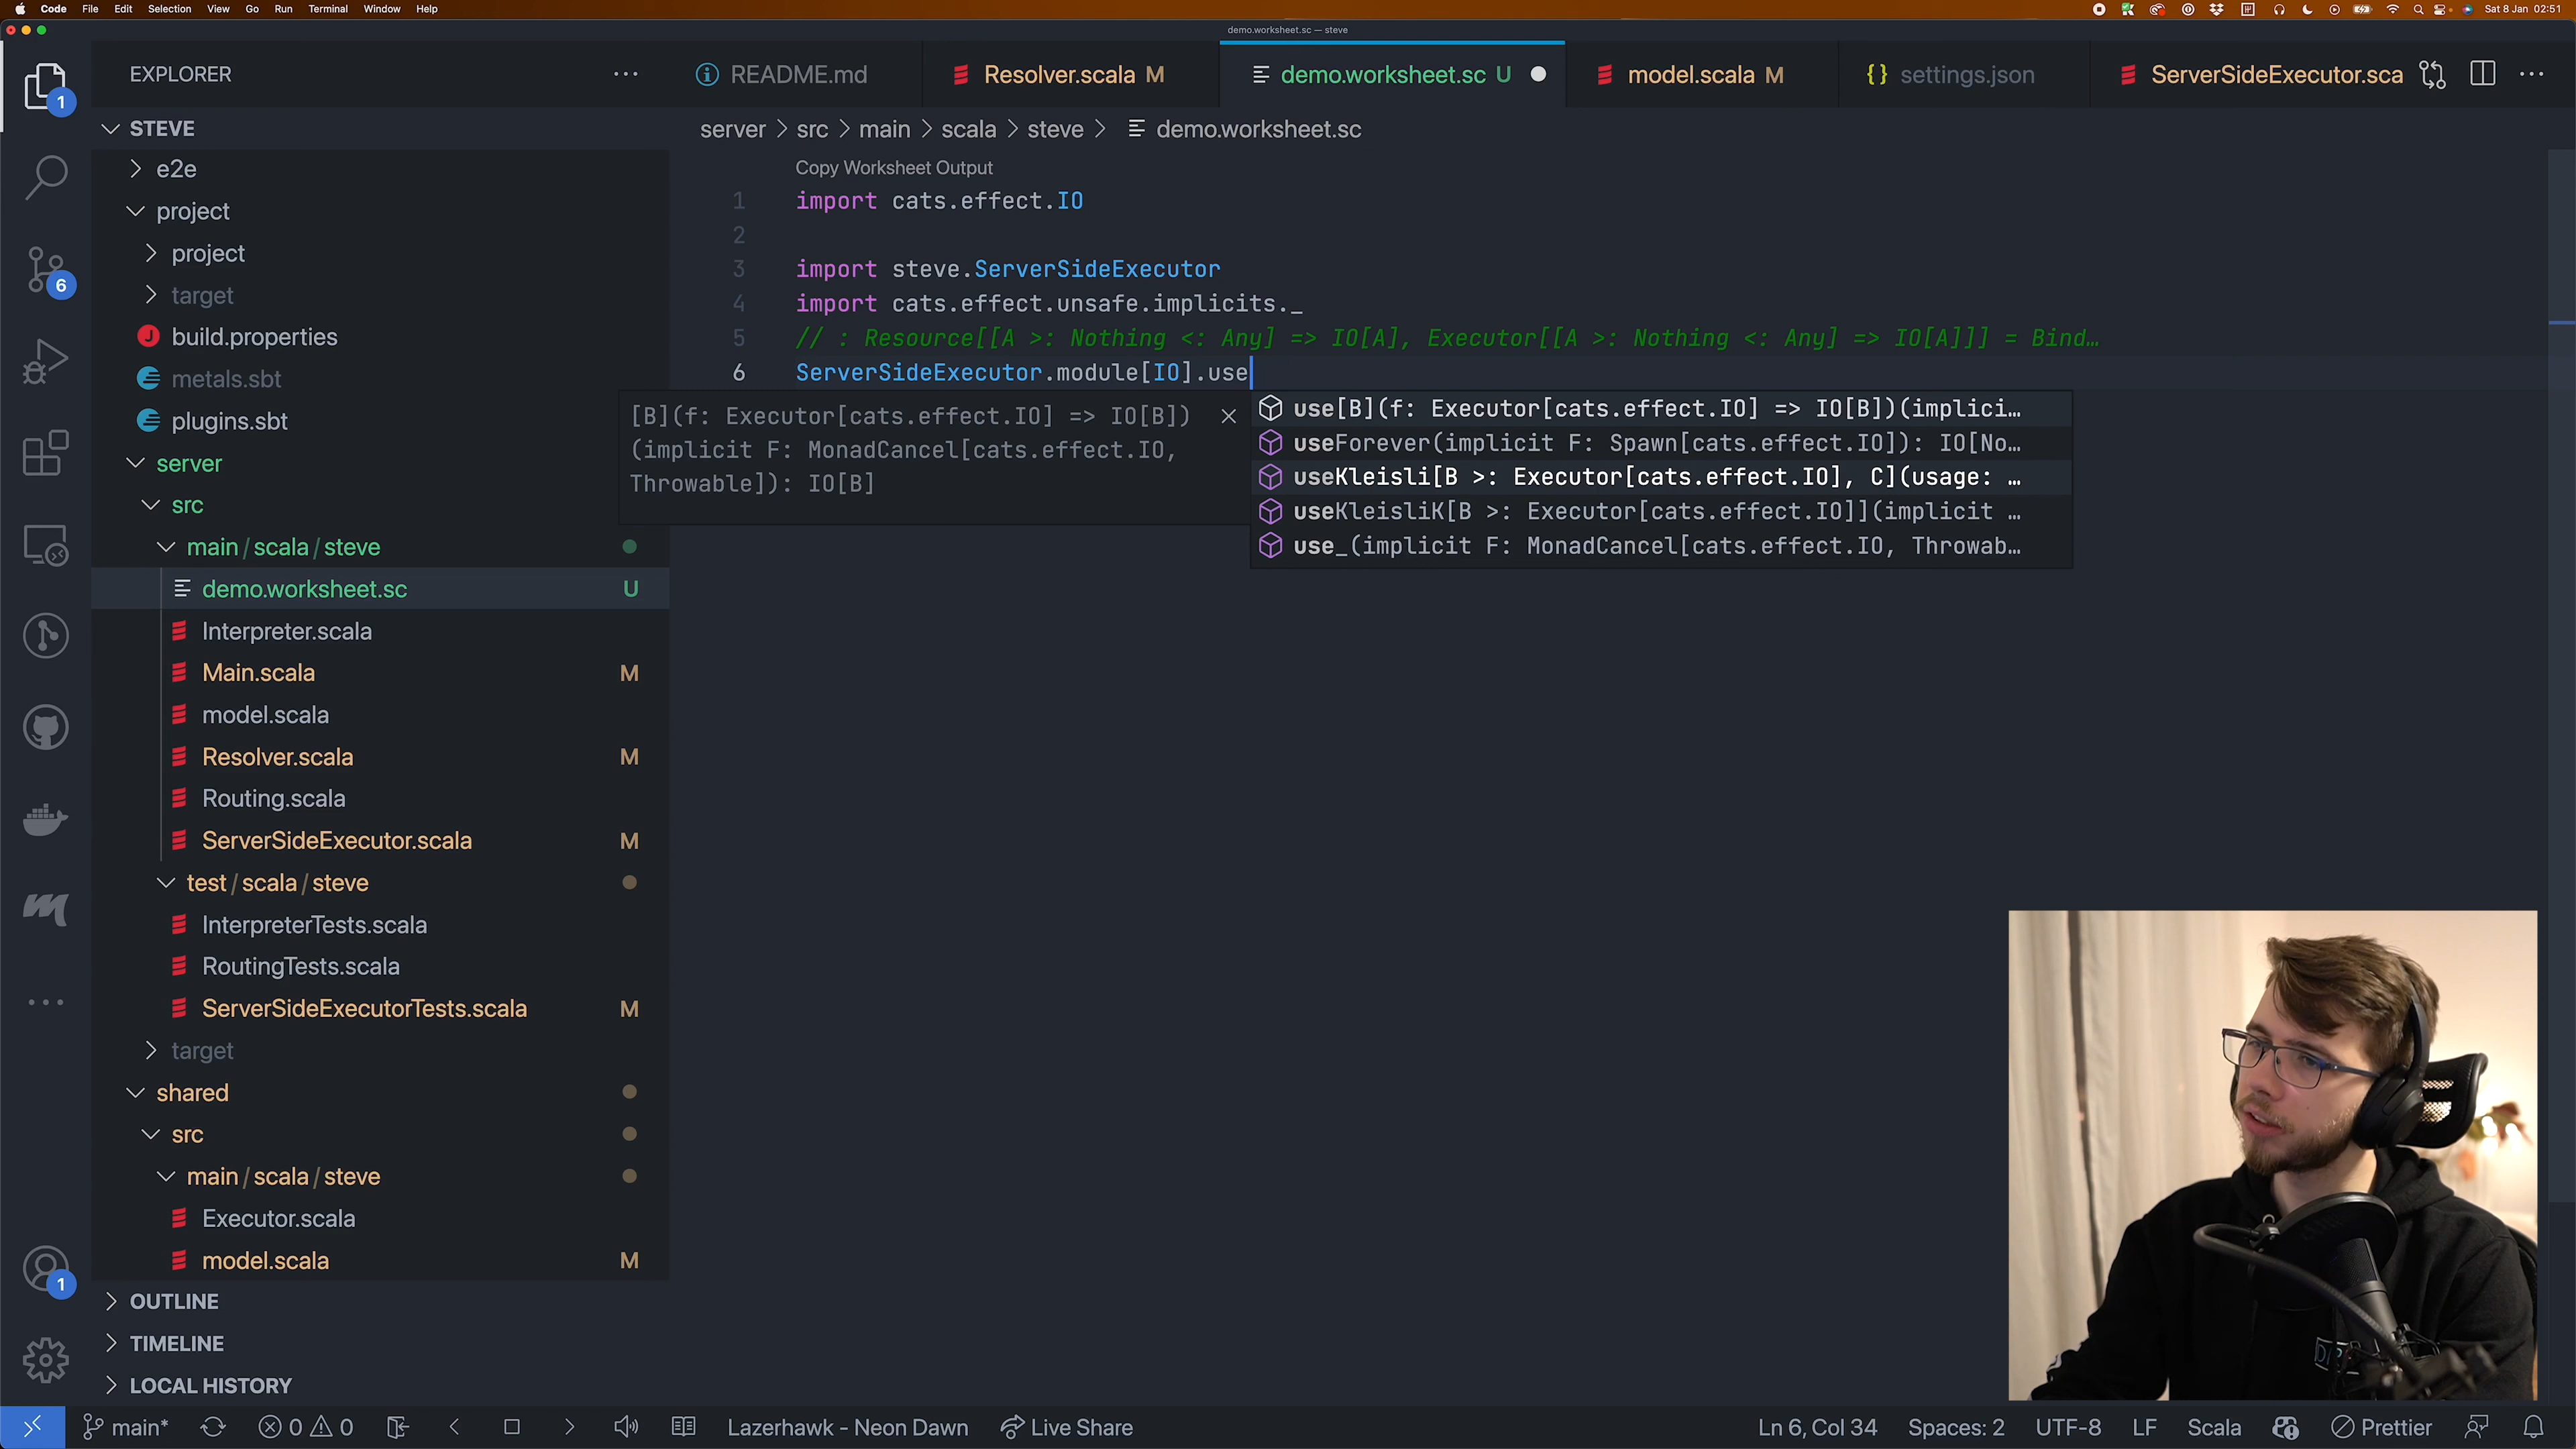 Code File Edit Selection View Go Run Terminal Window Help
Sat 8 Jan 02:51
demo.worksheet.sc — steve
EXPLORER
README.md
Resolver.scala M
demo.worksheet.sc U
model.scala M
{} settings.json
ServerSideExecutor.sca
STEVE
server > src > main > scala > steve > demo.worksheet.sc
e2e
project
project
target
build.properties
metals.sbt
plugins.sbt
server
src
main/scala/steve
demo.worksheet.sc U
Interpreter.scala
Main.scala M
model.scala
Resolver.scala M
Routing.scala
ServerSideExecutor.scala M
test/scala/steve
InterpreterTests.scala
RoutingTests.scala
ServerSideExecutorTests.scala M
target
shared
src
main/scala/steve
Executor.scala
model.scala M
OUTLINE
TIMELINE
LOCAL HISTORY
1
6
1
Copy Worksheet Output
1 import cats.effect.IO
2
3 import steve.ServerSideExecutor
4 import cats.effect.unsafe.implicits._
5 // : Resource[[A >: Nothing <: Any] => IO[A], Executor[[A >: Nothing <: Any] => IO[A]]] = Bind…
6 ServerSideExecutor.module[IO].use
[B](f: Executor[cats.effect.IO] => IO[B])
(implicit F: MonadCancel[cats.effect.IO,
Throwable]): IO[B]
use[B](f: Executor[cats.effect.IO] => IO[B])(implici…
useForever(implicit F: Spawn[cats.effect.IO]): IO[No…
useKleisli[B >: Executor[cats.effect.IO], C](usage: …
useKleisliK[B >: Executor[cats.effect.IO]](implicit …
use_(implicit F: MonadCancel[cats.effect.IO, Throwab…
main* 0 0 Lazerhawk - Neon Dawn Live Share
Ln 6, Col 34 Spaces: 2 UTF-8 LF Scala Prettier